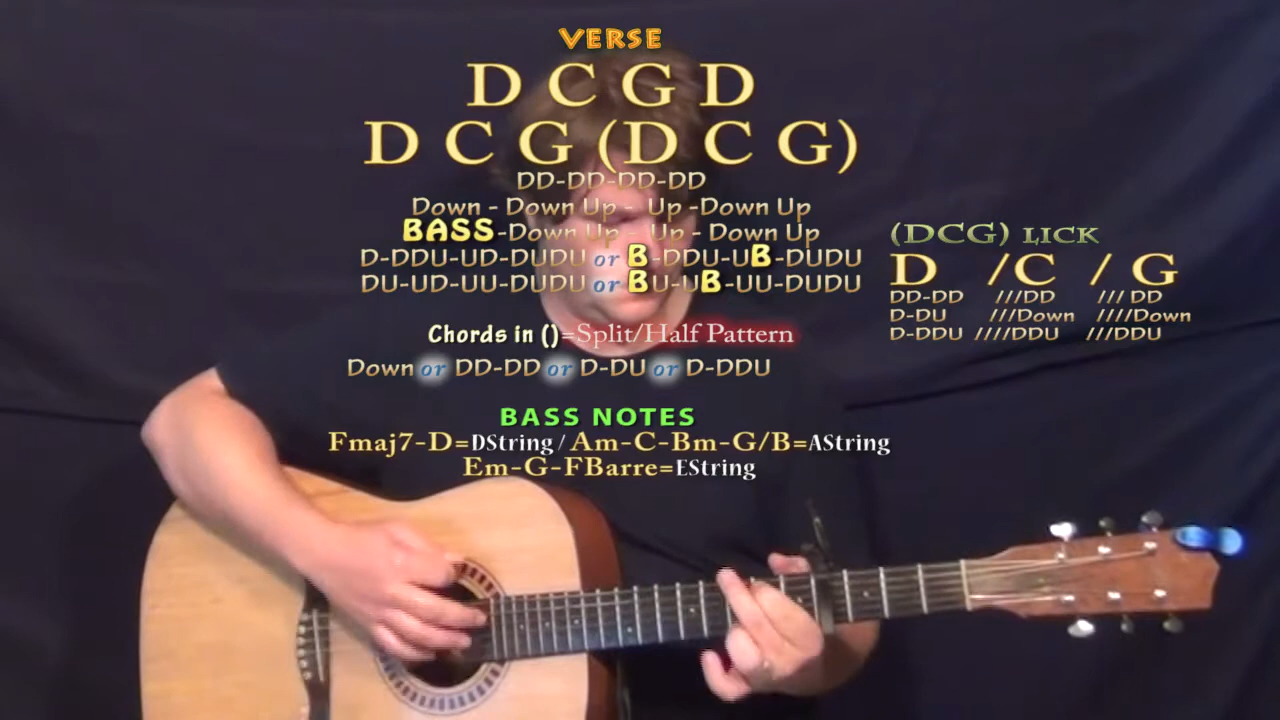 VERSE
D C G D
D C G (D C G)
DD-DD-DD-DD
Down - Down Up - Up -Down Up
BASS-Down Up - Up - Down Up
D-DDU-UD-DUDU or B-DDU-UB-DUDU
DU-UD-UU-DUDU or BU-UB-UU-DUDU
Chords in ()=Split/Half Pattern
Down or DD-DD or D-DU or D-DDU
BASS NOTES
Fmaj7-D=DString / Am-C-Bm-G/B=AString
Em-G-FBarre=EString
(DCG) LICK
D /C / G
DD-DD ///DD /// DD
D-DU ///Down ////Down
D-DDU ////DDU ///DDU